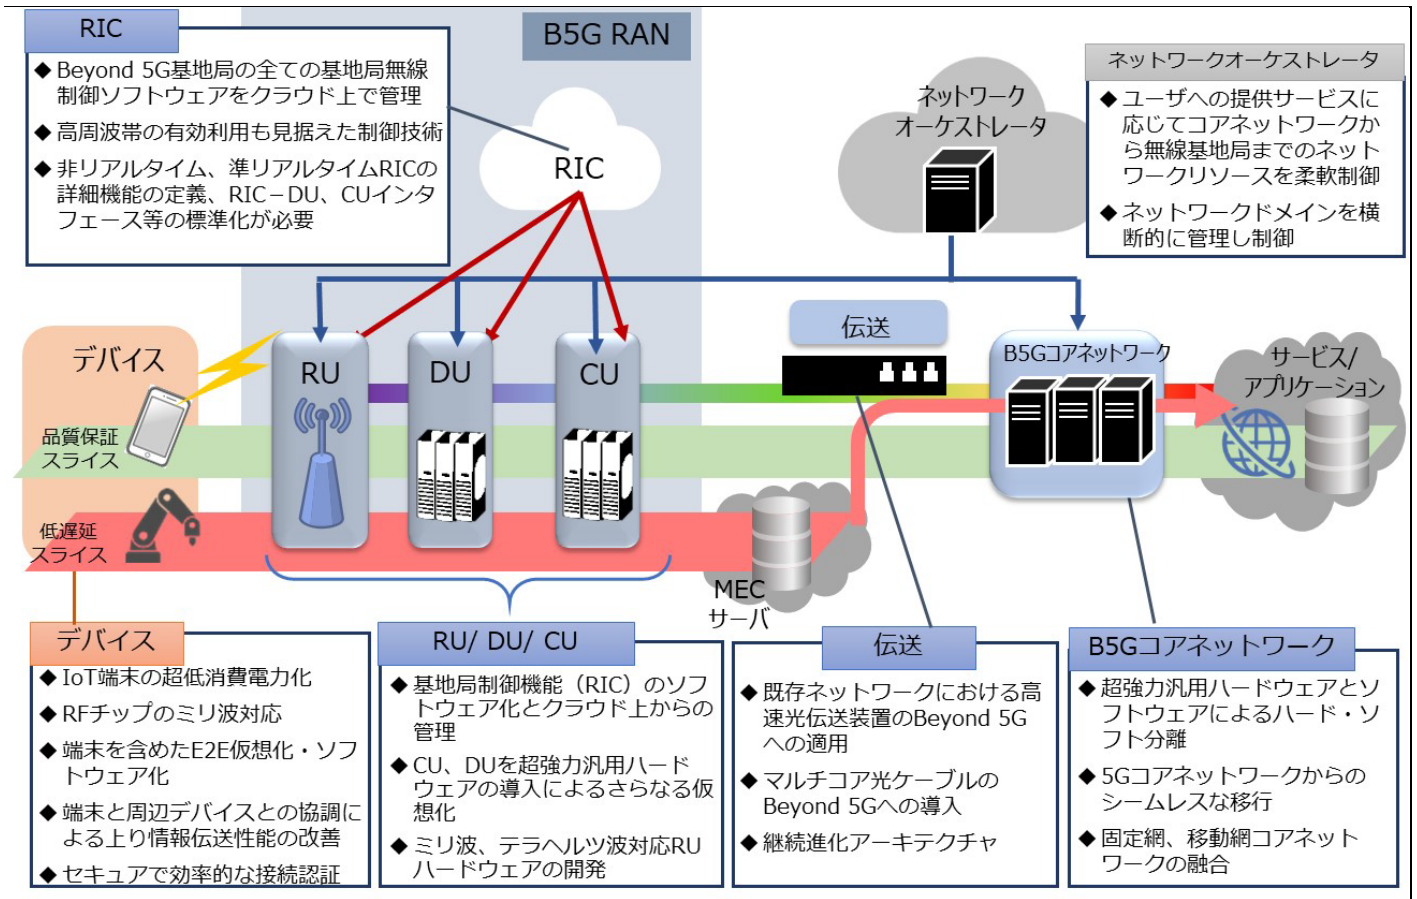 RIC
◆Beyond 5G基地局の全ての基地局無線
制御ソフトウェアをクラウド上で管理
◆高周波帯の有効利用も見据えた制御技術
◆非リアルタイム、準リアルタイムRICの
詳細機能の定義、RIC－DU、CUインタ
フェース等の標準化が必要
B5G RAN
RIC
ネットワーク
オーケストレータ
ネットワークオーケストレータ
◆ユーザへの提供サービスに
応じてコアネットワークか
ら無線基地局までのネット
ワークリソースを柔軟制御
◆ネットワークドメインを横
断的に管理し制御
デバイス
品質保証
スライス
低遅延
スライス
RU
DU
CU
伝送
B5Gコアネットワーク
サービス/
アプリケーション
MEC
サーバ
デバイス
◆IoT端末の超低消費電力化
◆RFチップのミリ波対応
◆端末を含めたE2E仮想化・ソフ
トウェア化
◆端末と周辺デバイスとの協調に
よる上り情報伝送性能の改善
◆セキュアで効率的な接続認証
RU/ DU/ CU
◆基地局制御機能（RIC）のソフ
トウェア化とクラウド上からの
管理
◆CU、DUを超強力汎用ハード
ウェアの導入によるさらなる仮
想化
◆ミリ波、テラヘルツ波対応RU
ハードウェアの開発
伝送
◆既存ネットワークにおける高
速光伝送装置のBeyond 5G
への適用
◆マルチコア光ケーブルの
Beyond 5Gへの導入
◆継続進化アーキテクチャ
B5Gコアネットワーク
◆超強力汎用ハードウェアとソ
フトウェアによるハード・ソ
フト分離
◆5Gコアネットワークからの
シームレスな移行
◆固定網、移動網コアネット
ワークの融合